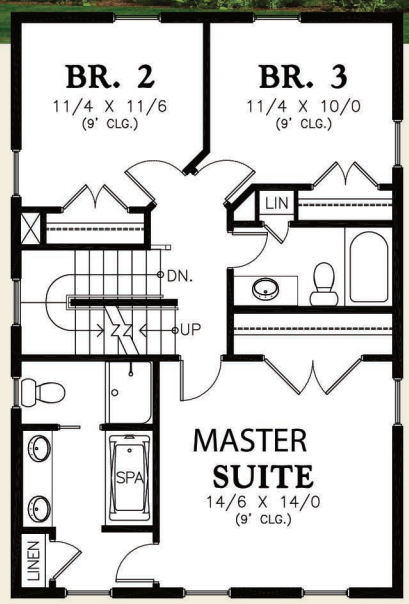 BR. 2
11/4 X 11/6
(9' CLG.)
BR. 3
11/4 X 10/0
(9' CLG.)
LIN
DN.
UP
SPA
MASTER
SUITE
14/6 X 14/0
(9' CLG.)
LINEN